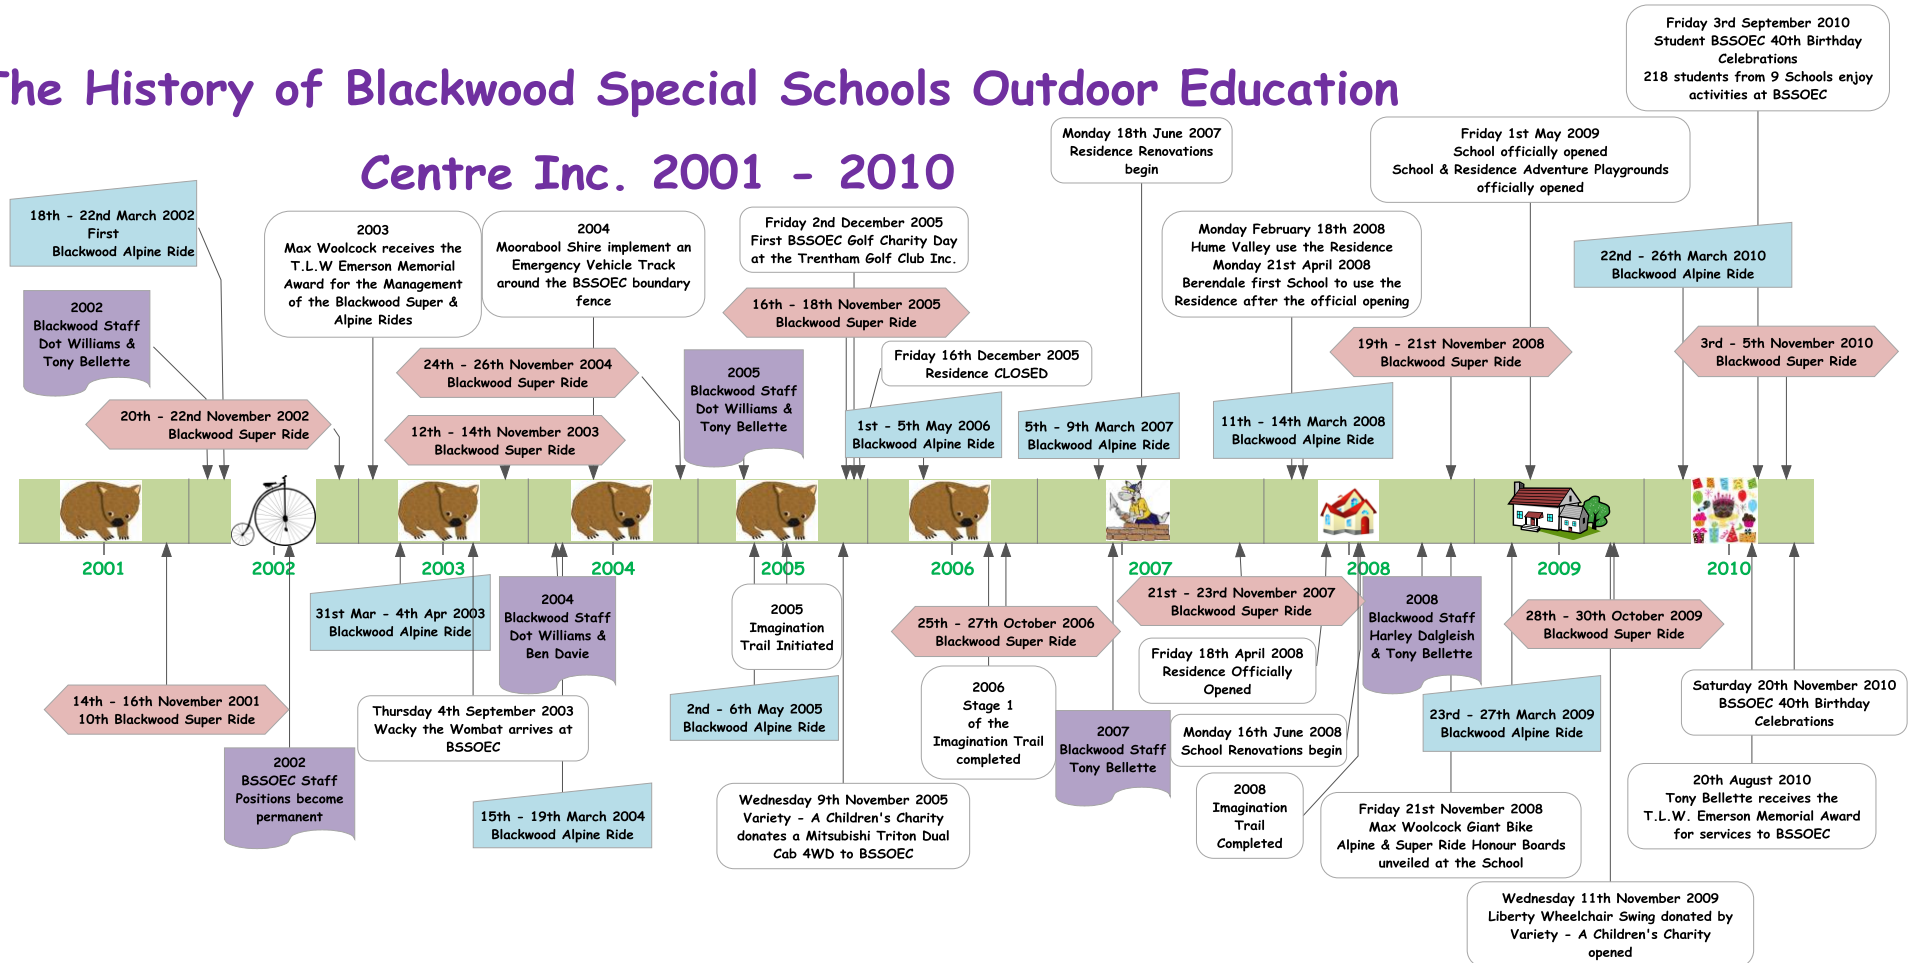 The History of Blackwood Special Schools Outdoor Education
Centre Inc. 2001 - 2010
18th - 22nd March 2002
First
Blackwood Alpine Ride
2002
Blackwood Staff
Dot Williams &
Tony Bellette
20th - 22nd November 2002
Blackwood Super Ride
2003
Max Woolcock receives the
T.L.W Emerson Memorial
Award for the Management
of the Blackwood Super &
Alpine Rides
2004
Moorabool Shire implement an
Emergency Vehicle Track
around the BSSOEC boundary
fence
24th - 26th November 2004
Blackwood Super Ride
12th - 14th November 2003
Blackwood Super Ride
2005
Blackwood Staff
Dot Williams &
Tony Bellette
Friday 2nd December 2005
First BSSOEC Golf Charity Day
at the Trentham Golf Club Inc.
16th - 18th November 2005
Blackwood Super Ride
Friday 16th December 2005
Residence CLOSED
1st - 5th May 2006
Blackwood Alpine Ride
Monday 18th June 2007
Residence Renovations
begin
5th - 9th March 2007
Blackwood Alpine Ride
Monday February 18th 2008
Hume Valley use the Residence
Monday 21st April 2008
Berendale first School to use the
Residence after the official opening
11th - 14th March 2008
Blackwood Alpine Ride
Friday 1st May 2009
School officially opened
School & Residence Adventure Playgrounds
officially opened
19th - 21st November 2008
Blackwood Super Ride
Friday 3rd September 2010
Student BSSOEC 40th Birthday
Celebrations
218 students from 9 Schools enjoy
activities at BSSOEC
22nd - 26th March 2010
Blackwood Alpine Ride
3rd - 5th November 2010
Blackwood Super Ride
2001
2002
2003
2004
2005
2006
2007
2008
2009
2010
14th - 16th November 2001
10th Blackwood Super Ride
2002
BSSOEC Staff
Positions become
permanent
31st Mar - 4th Apr 2003
Blackwood Alpine Ride
Thursday 4th September 2003
Wacky the Wombat arrives at
BSSOEC
2004
Blackwood Staff
Dot Williams &
Ben Davie
15th - 19th March 2004
Blackwood Alpine Ride
2005
Imagination
Trail Initiated
2nd - 6th May 2005
Blackwood Alpine Ride
Wednesday 9th November 2005
Variety - A Children's Charity
donates a Mitsubishi Triton Dual
Cab 4WD to BSSOEC
25th - 27th October 2006
Blackwood Super Ride
2006
Stage 1
of the
Imagination Trail
completed
2007
Blackwood Staff
Tony Bellette
21st - 23rd November 2007
Blackwood Super Ride
Friday 18th April 2008
Residence Officially
Opened
Monday 16th June 2008
School Renovations begin
2008
Imagination
Trail
Completed
2008
Blackwood Staff
Harley Dalgleish
& Tony Bellette
23rd - 27th March 2009
Blackwood Alpine Ride
Friday 21st November 2008
Max Woolcock Giant Bike
Alpine & Super Ride Honour Boards
unveiled at the School
28th - 30th October 2009
Blackwood Super Ride
Wednesday 11th November 2009
Liberty Wheelchair Swing donated by
Variety - A Children's Charity
opened
Saturday 20th November 2010
BSSOEC 40th Birthday
Celebrations
20th August 2010
Tony Bellette receives the
T.L.W. Emerson Memorial Award
for services to BSSOEC